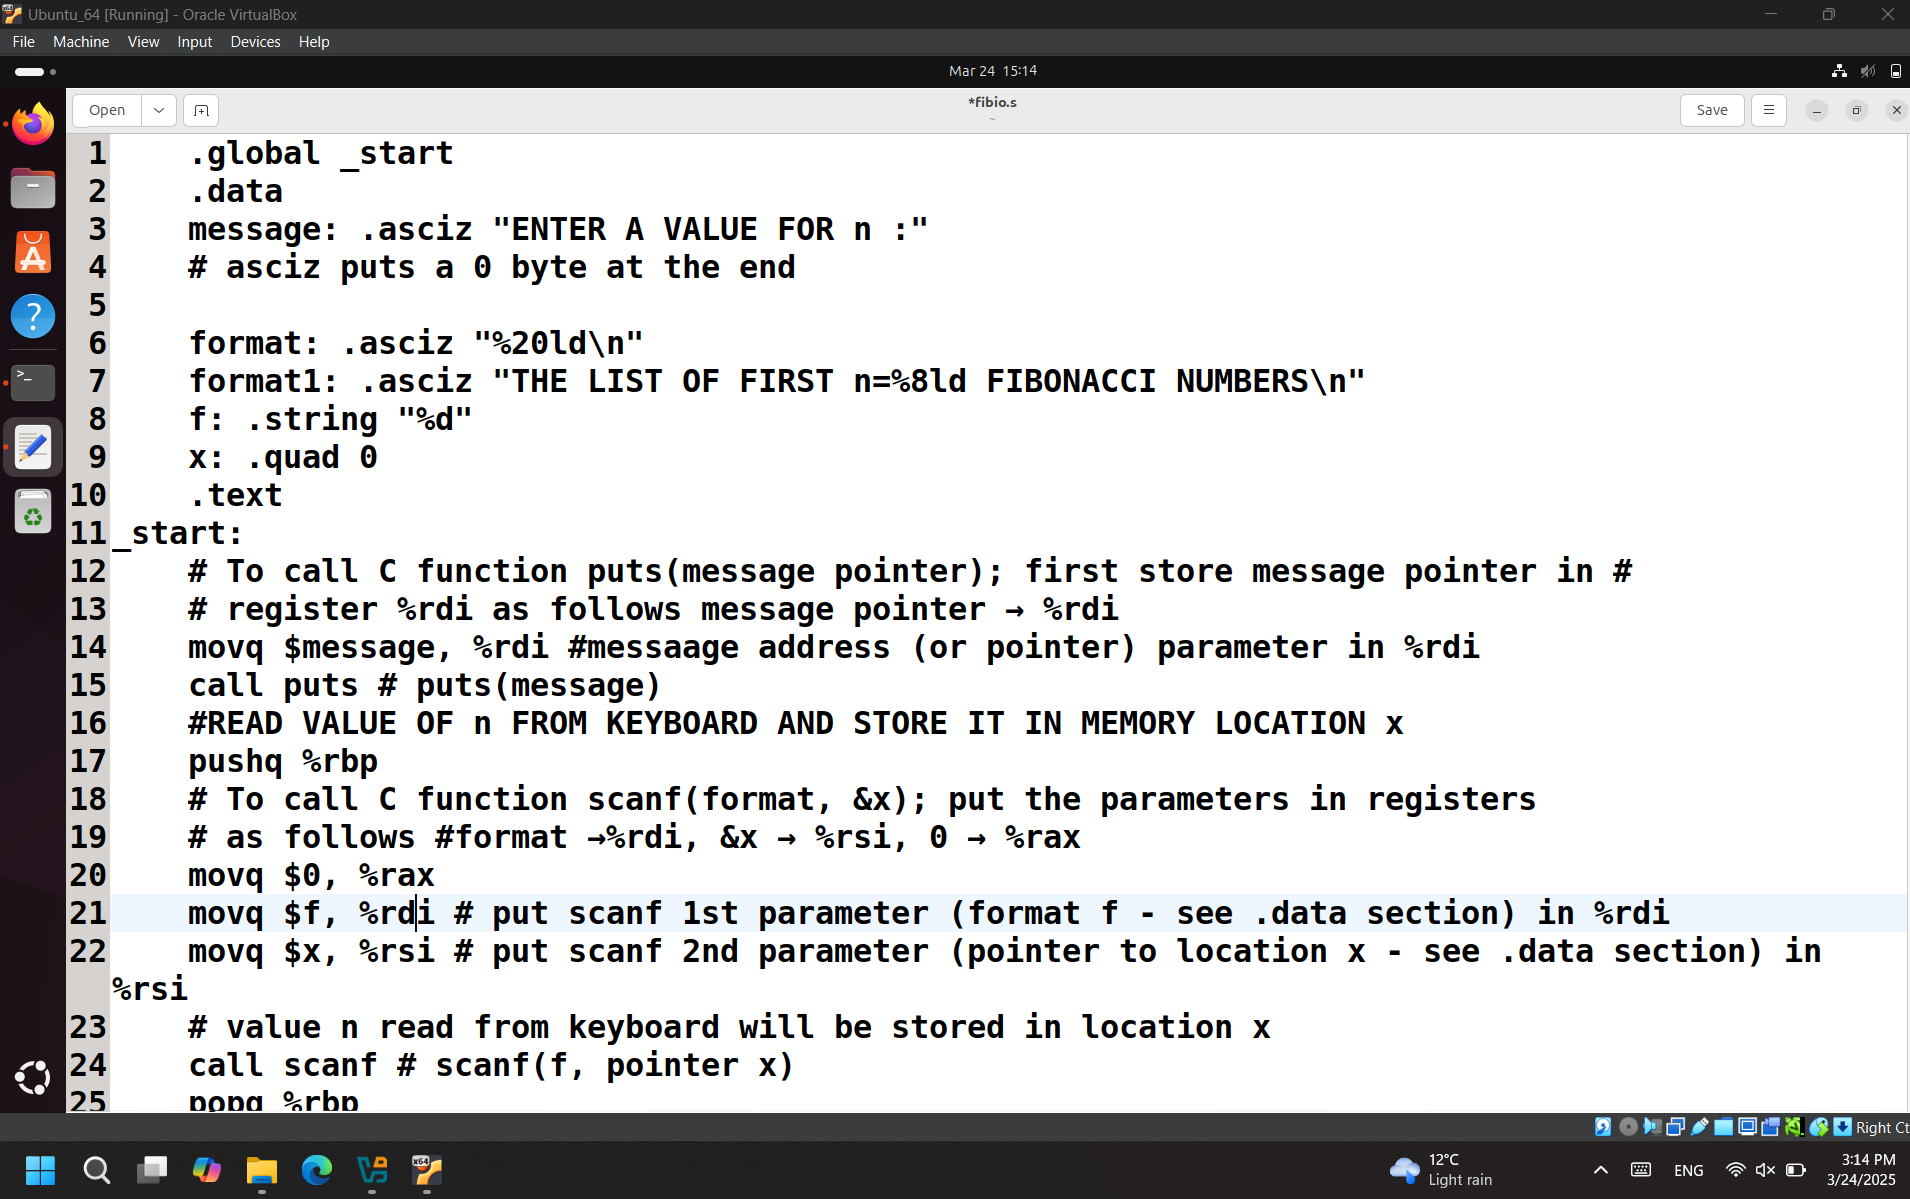 Ubuntu_64 [Running] - Oracle VirtualBox
File Machine View Input Devices Help
Mar 24 15:14
Open
*fibio.s
~
Save
1 .global _start
2 .data
3 message: .asciz "ENTER A VALUE FOR n :"
4 # asciz puts a 0 byte at the end
5
6 format: .asciz "%20ld\n"
7 format1: .asciz "THE LIST OF FIRST n=%8ld FIBONACCI NUMBERS\n"
8 f: .string "%d"
9 x: .quad 0
10 .text
11 _start:
12 # To call C function puts(message pointer); first store message pointer in #
13 # register %rdi as follows message pointer → %rdi
14 movq $message, %rdi #messaage address (or pointer) parameter in %rdi
15 call puts # puts(message)
16 #READ VALUE OF n FROM KEYBOARD AND STORE IT IN MEMORY LOCATION x
17 pushq %rbp
18 # To call C function scanf(format, &x); put the parameters in registers
19 # as follows #format →%rdi, &x → %rsi, 0 → %rax
20 movq $0, %rax
21 movq $f, %rdi # put scanf 1st parameter (format f - see .data section) in %rdi
22 movq $x, %rsi # put scanf 2nd parameter (pointer to location x - see .data section) in
%rsi
23 # value n read from keyboard will be stored in location x
24 call scanf # scanf(f, pointer x)
25 popq %rbp
Right Ct
12°C
Light rain
ENG
3:14 PM
3/24/2025